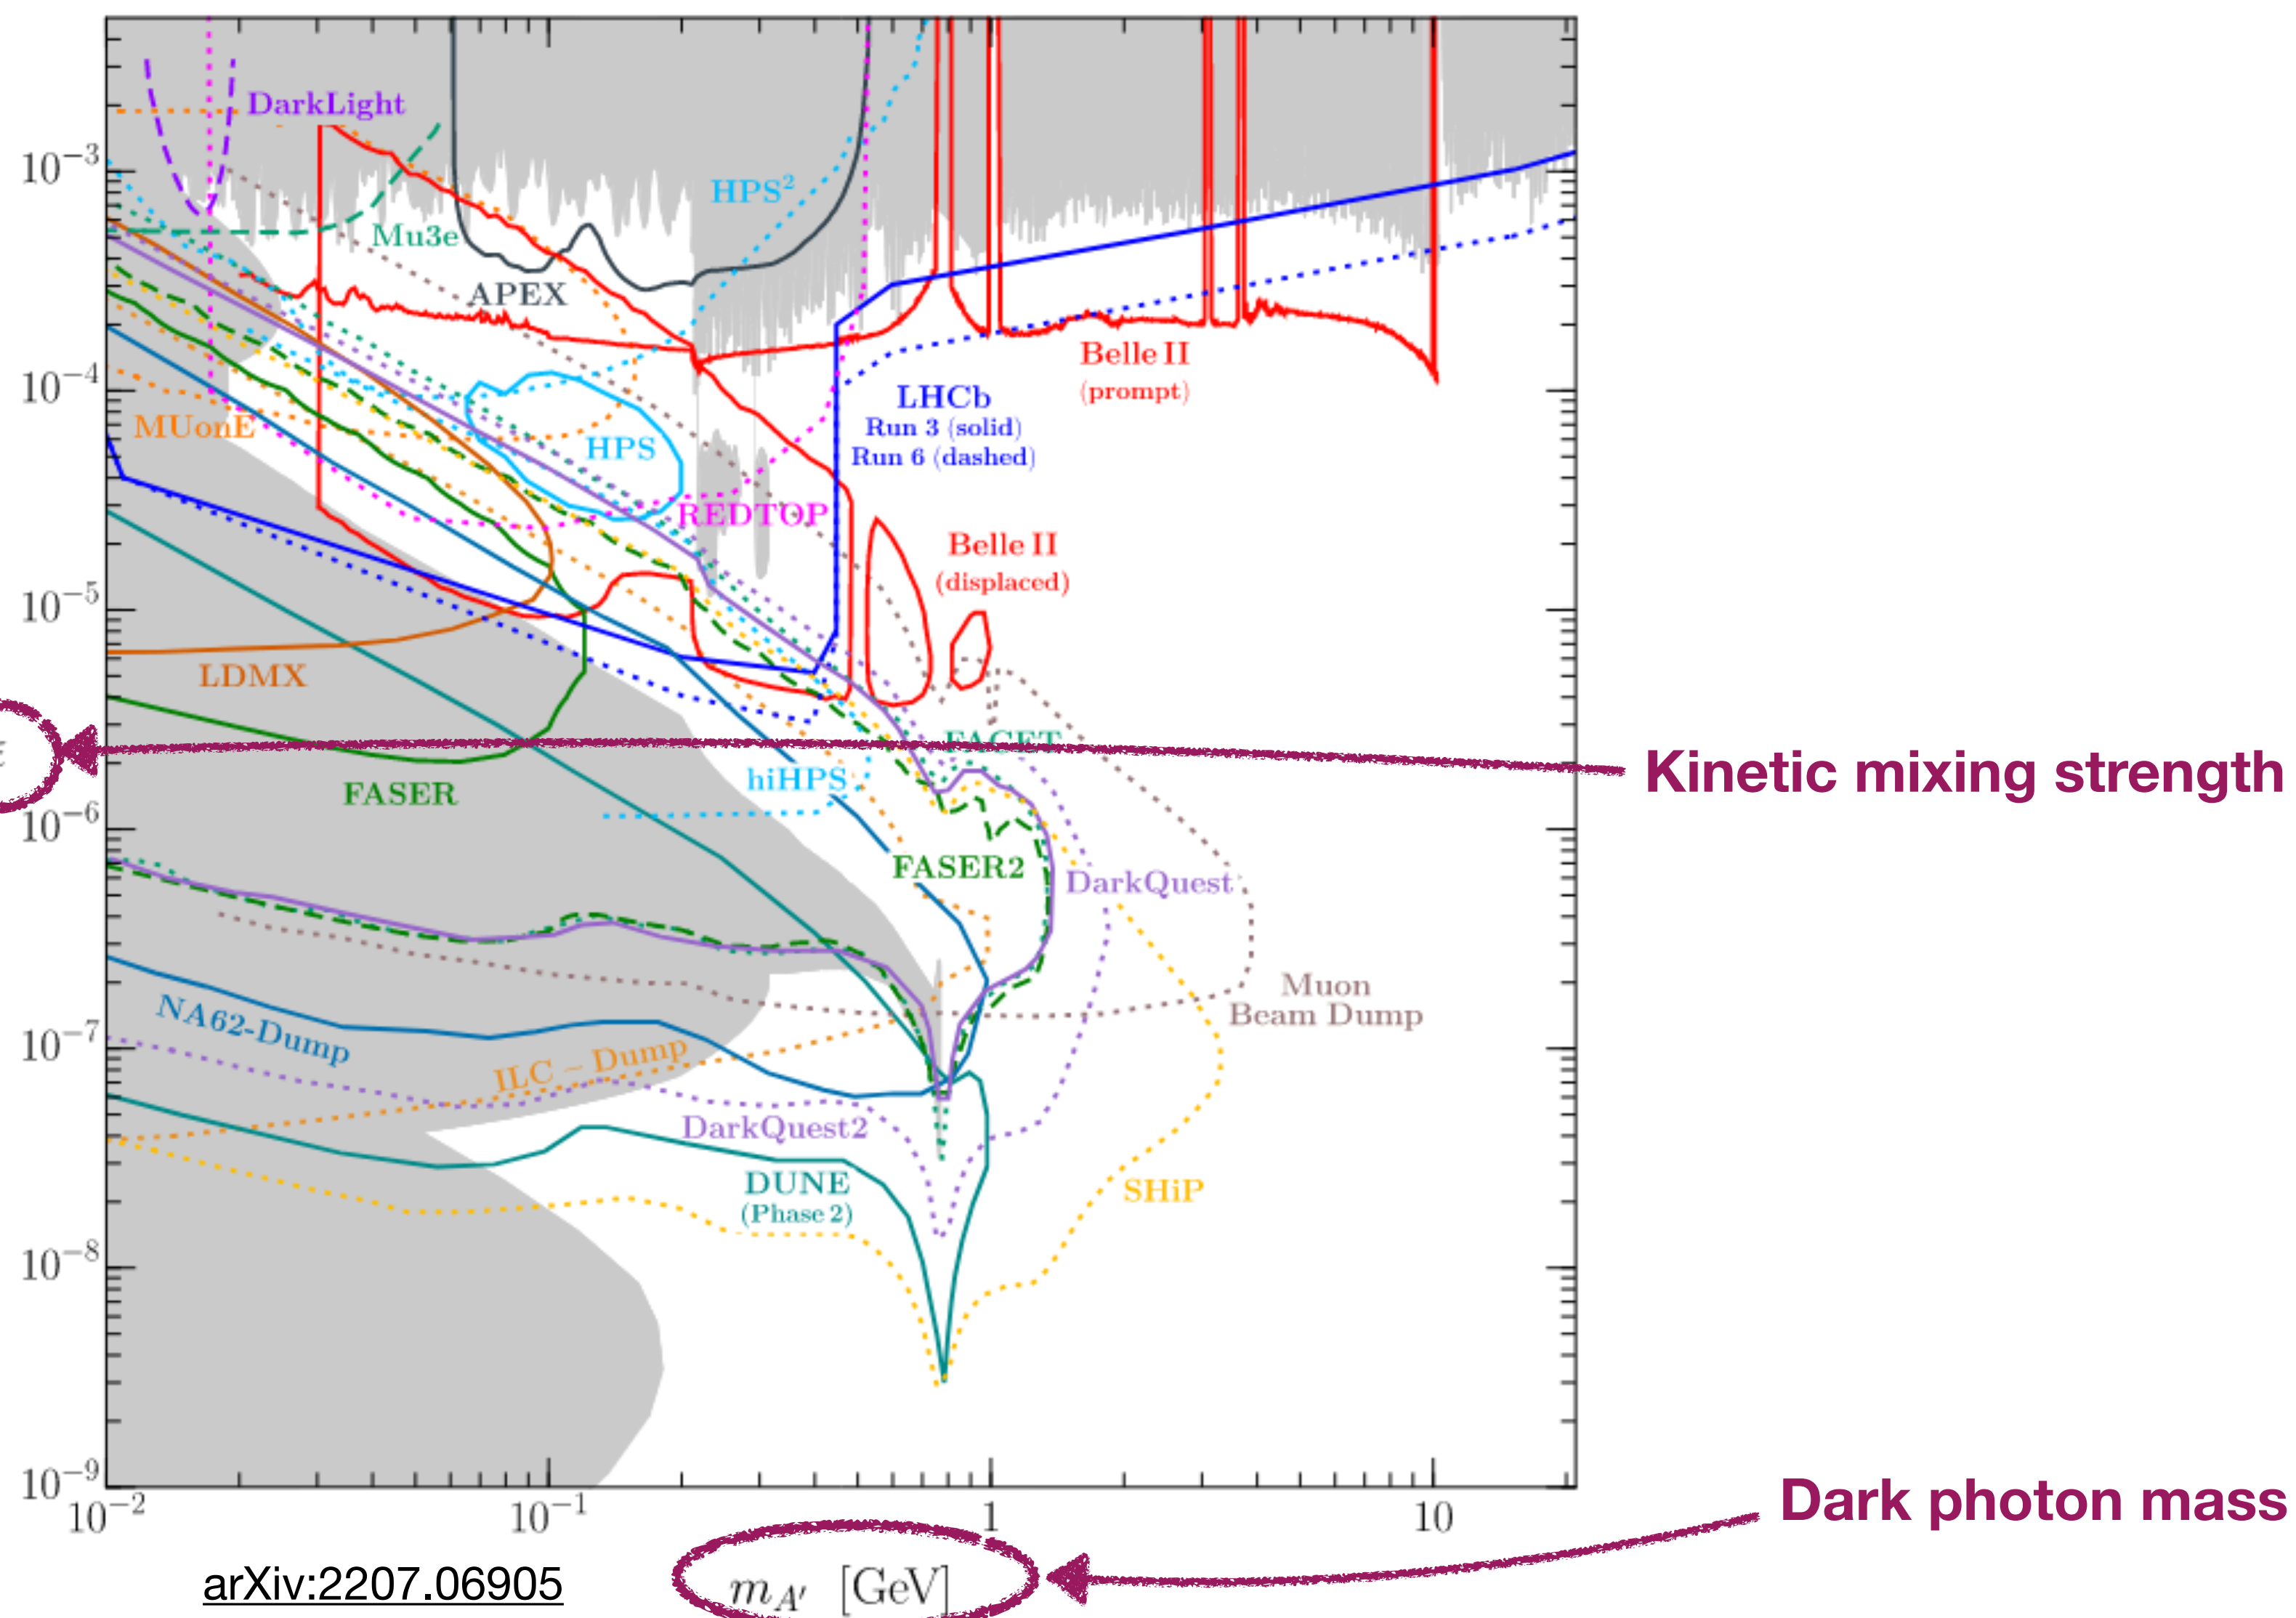 DarkLight
10⁻³
HPS²
Mu3e
APEX
Belle II
(prompt)
10⁻⁴
LHCb
Run 3 (solid)
Run 6 (dashed)
MUonE
HPS
REDTOP
Belle II
(displaced)
10⁻⁵
LDMX
FACET
ε
Kinetic mixing strength
hiHPS
FASER
10⁻⁶
FASER2
DarkQuest
Muon
Beam Dump
NA62-Dump
10⁻⁷
ILC ~ Dump
DarkQuest2
DUNE
(Phase 2)
SHiP
10⁻⁸
10⁻⁹
10⁻² 10⁻¹ 1 10
Dark photon mass
arXiv:2207.06905
m_A′ [GeV]